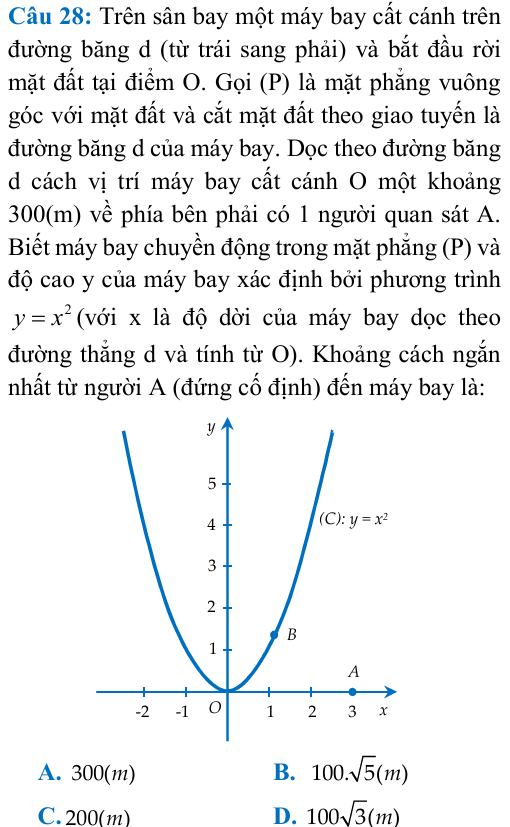 Câu 28: Trên sân bay một máy bay cất cánh trên
đường băng d (từ trái sang phải) và bắt đầu rời
mặt đất tại điểm O. Gọi (P) là mặt phẳng vuông
góc với mặt đất và cắt mặt đất theo giao tuyến là
đường băng d của máy bay. Dọc theo đường băng
d cách vị trí máy bay cất cánh O một khoảng
300(m) về phía bên phải có 1 người quan sát A.
Biết máy bay chuyển động trong mặt phẳng (P) và
độ cao y của máy bay xác định bởi phương trình
y = x² (với x là độ dời của máy bay dọc theo
đường thẳng d và tính từ O). Khoảng cách ngắn
nhất từ người A (đứng cố định) đến máy bay là:
y
5
4
(C): y = x²
3
2
1
B
A
-2 -1 O 1 2 3 x
A. 300(m) B. 100.√5(m)
C. 200(m) D. 100√3(m)